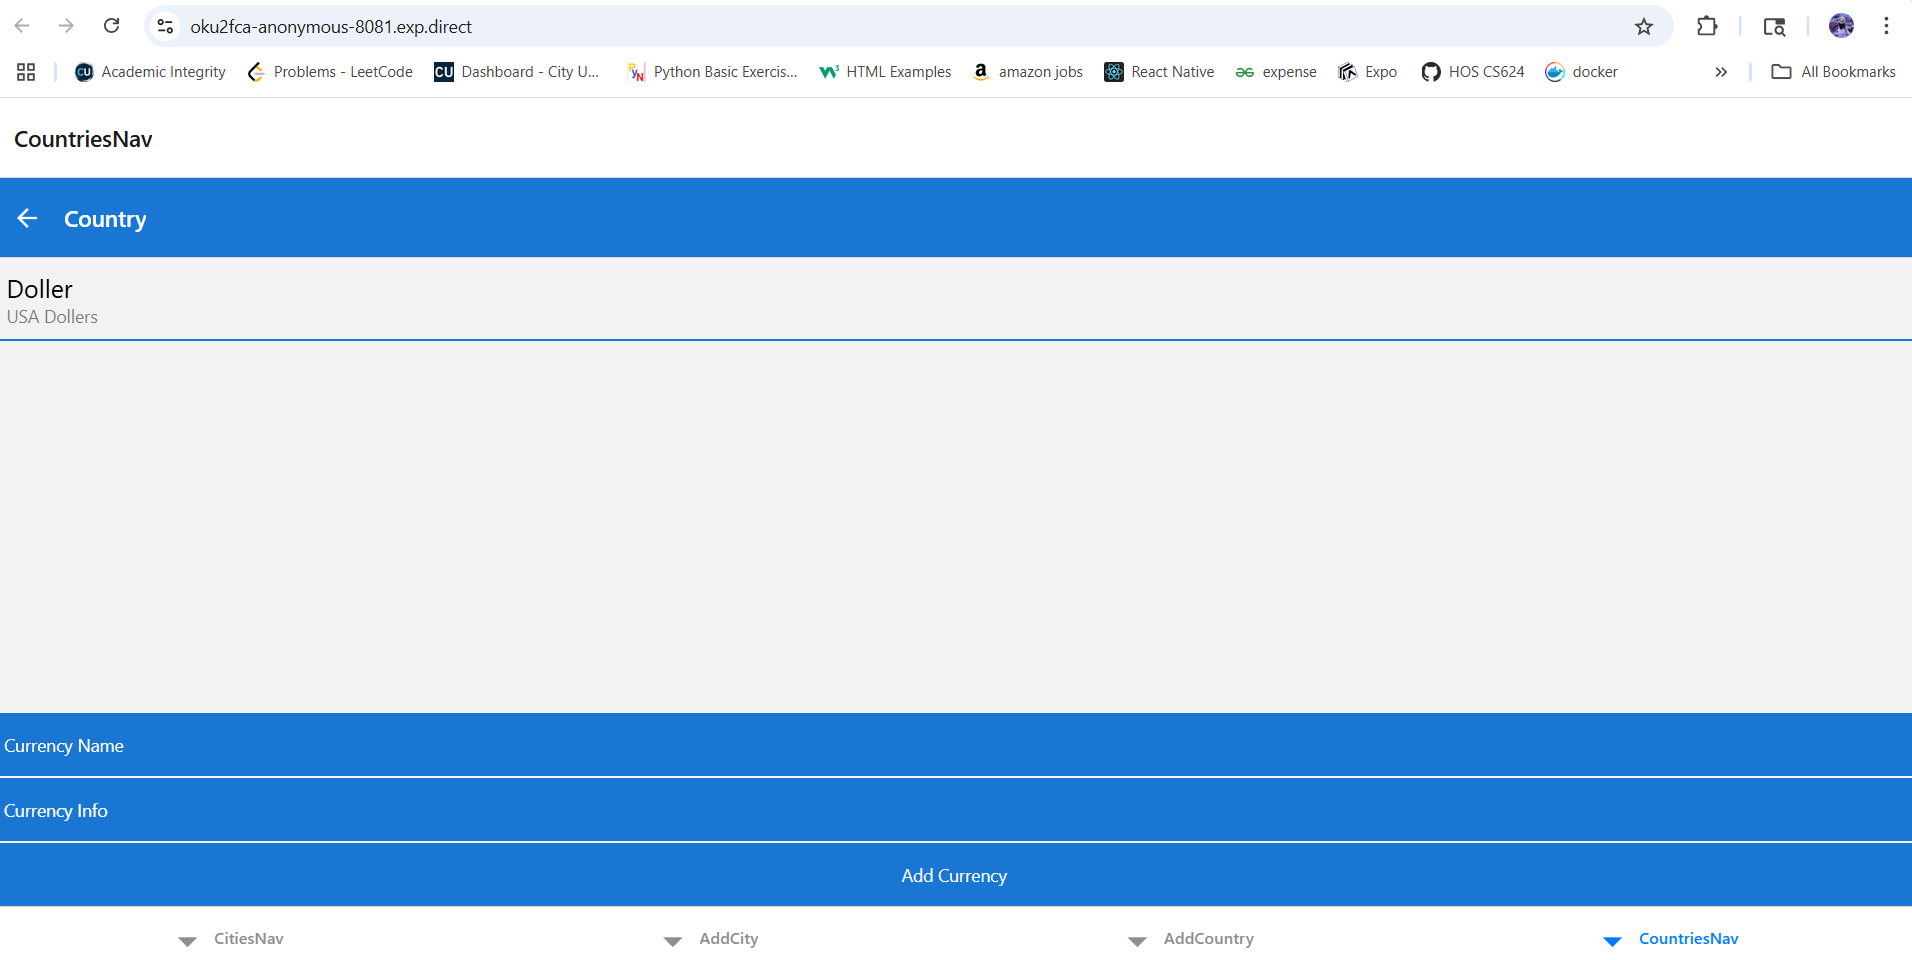 oku2fca-anonymous-8081.exp.direct
Academic Integrity Problems - LeetCode Dashboard - City U... Python Basic Exercis... HTML Examples amazon jobs React Native expense Expo HOS CS624 docker All Bookmarks
CountriesNav
Country
Doller
USA Dollers
Currency Name
Currency Info
Add Currency
CitiesNav AddCity AddCountry CountriesNav